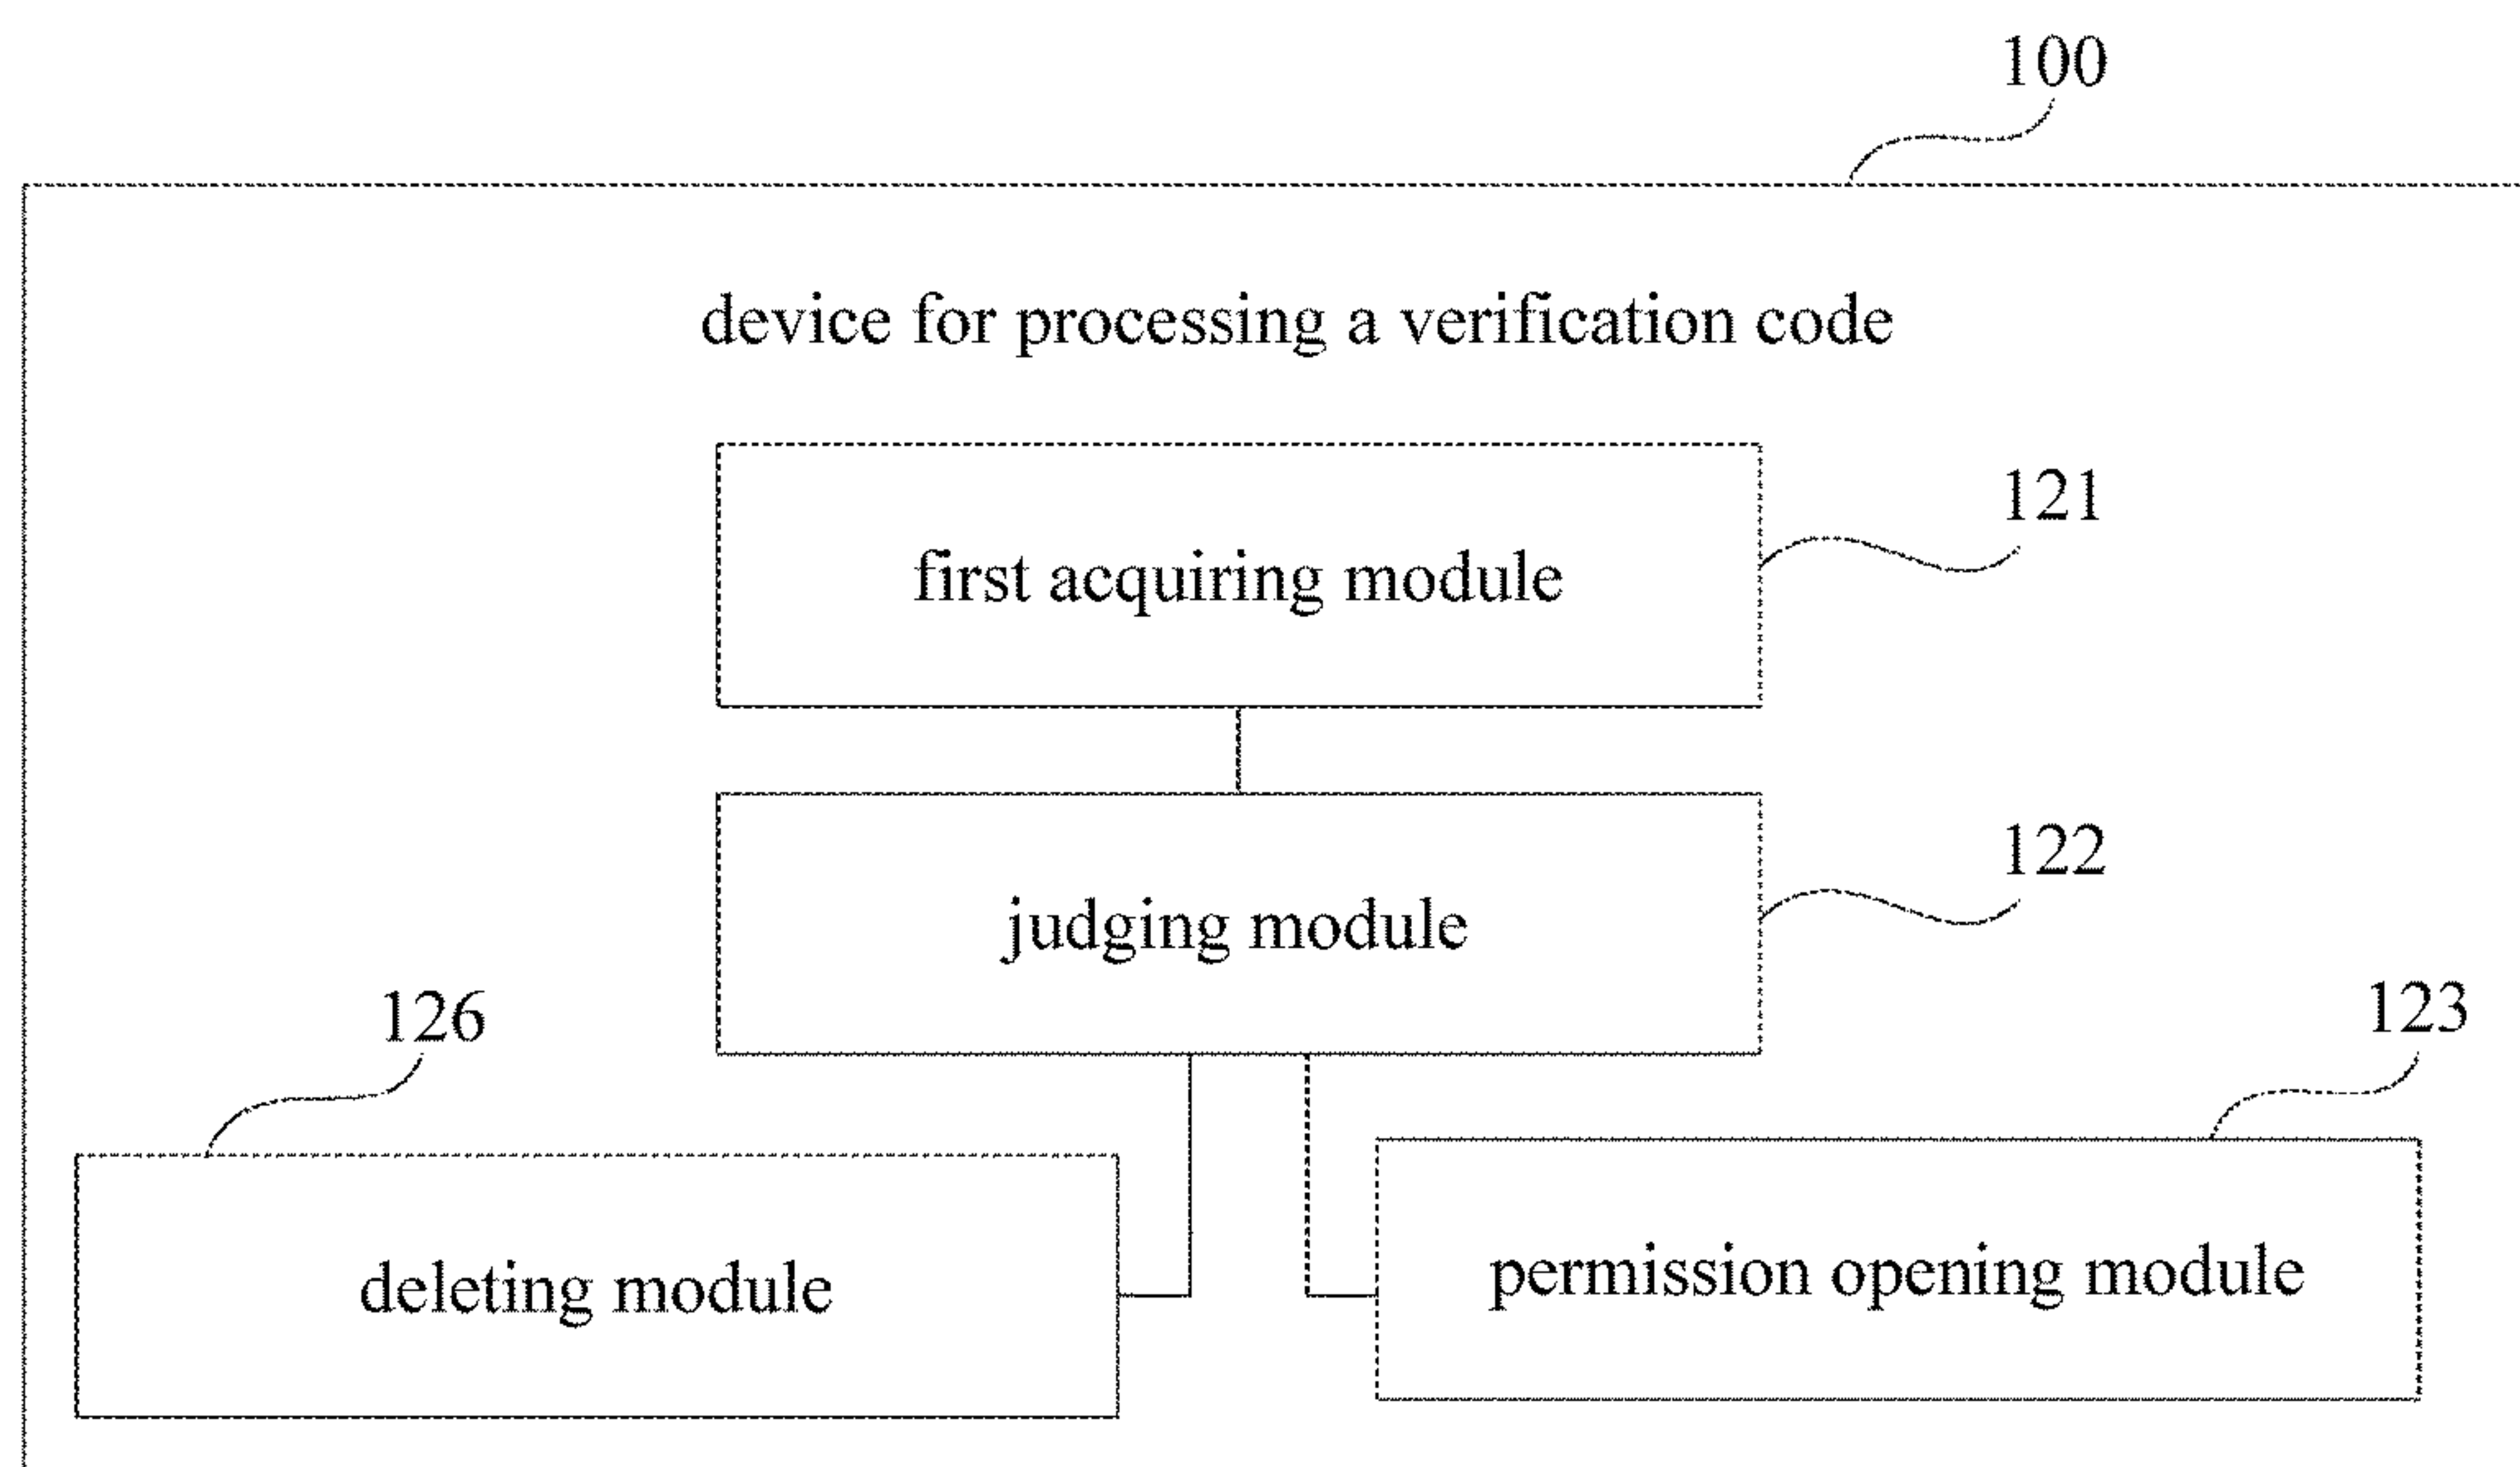 100
device for processing a verification code
first acquiring module
121
judging module
122
126
123
deleting module
permission opening module